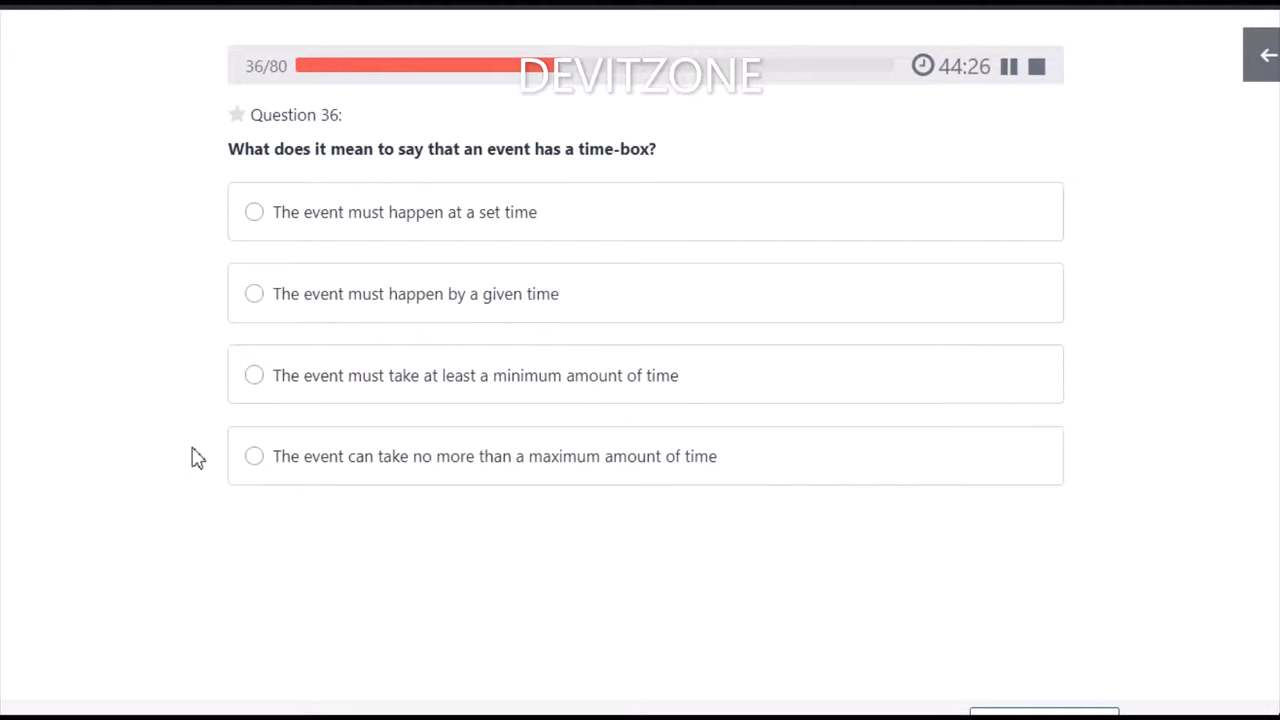 36/80
DEVITZONE
44:26
Question 36:
What does it mean to say that an event has a time-box?
The event must happen at a set time
The event must happen by a given time
The event must take at least a minimum amount of time
The event can take no more than a maximum amount of time